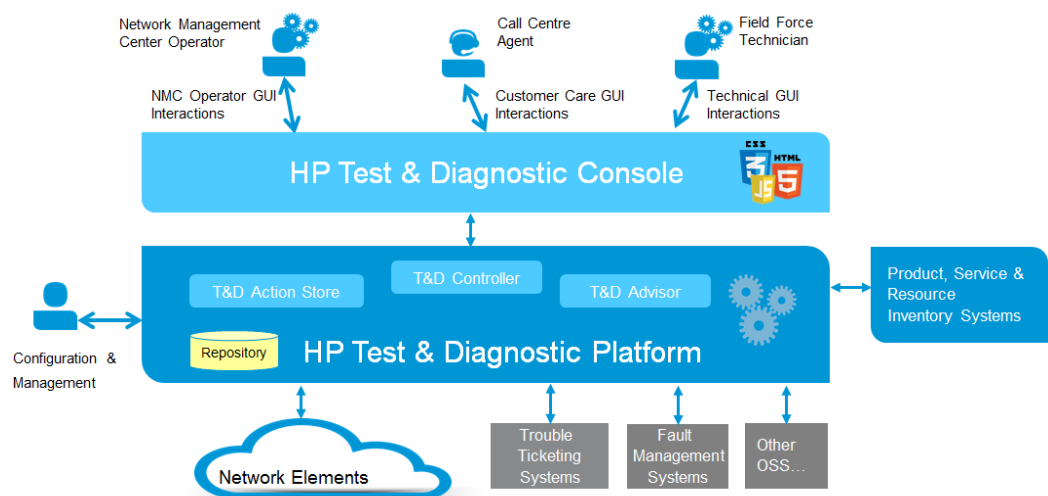 Network Management
Center Operator
Call Centre
Agent
Field Force
Technician
NMC Operator GUI
Interactions
Customer Care GUI
Interactions
Technical GUI
Interactions
HP Test & Diagnostic Console
CSS
3
HTML
5
JS
T&D Action Store
T&D Controller
T&D Advisor
Repository
HP Test & Diagnostic Platform
Product, Service &
Resource
Inventory Systems
Configuration &
Management
Network Elements
Trouble
Ticketing
Systems
Fault
Management
Systems
Other
OSS…